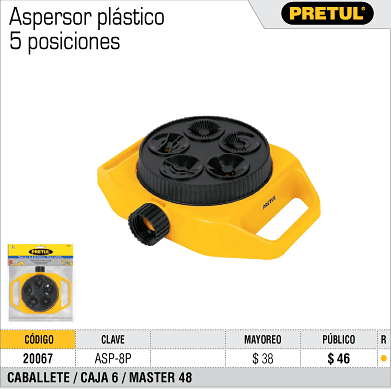 Aspersor plástico
5 posiciones
PRETUL®
PRETUL
PRETUL
CÓDIGO CLAVE MAYOREO PÚBLICO R
20067 ASP-8P $ 38 $ 46 ●
CABALLETE / CAJA 6 / MASTER 48